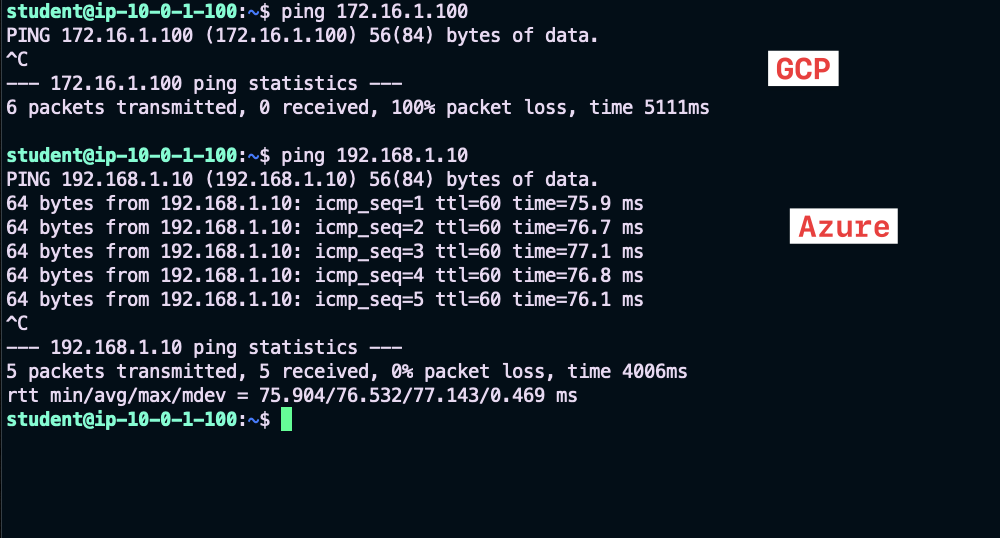 student@ip-10-0-1-100:~$ ping 172.16.1.100
PING 172.16.1.100 (172.16.1.100) 56(84) bytes of data.
^C
--- 172.16.1.100 ping statistics ---
6 packets transmitted, 0 received, 100% packet loss, time 5111ms
GCP
student@ip-10-0-1-100:~$ ping 192.168.1.10
PING 192.168.1.10 (192.168.1.10) 56(84) bytes of data.
64 bytes from 192.168.1.10: icmp_seq=1 ttl=60 time=75.9 ms
64 bytes from 192.168.1.10: icmp_seq=2 ttl=60 time=76.7 ms
64 bytes from 192.168.1.10: icmp_seq=3 ttl=60 time=77.1 ms
64 bytes from 192.168.1.10: icmp_seq=4 ttl=60 time=76.8 ms
64 bytes from 192.168.1.10: icmp_seq=5 ttl=60 time=76.1 ms
^C
--- 192.168.1.10 ping statistics ---
5 packets transmitted, 5 received, 0% packet loss, time 4006ms
rtt min/avg/max/mdev = 75.904/76.532/77.143/0.469 ms
student@ip-10-0-1-100:~$
Azure